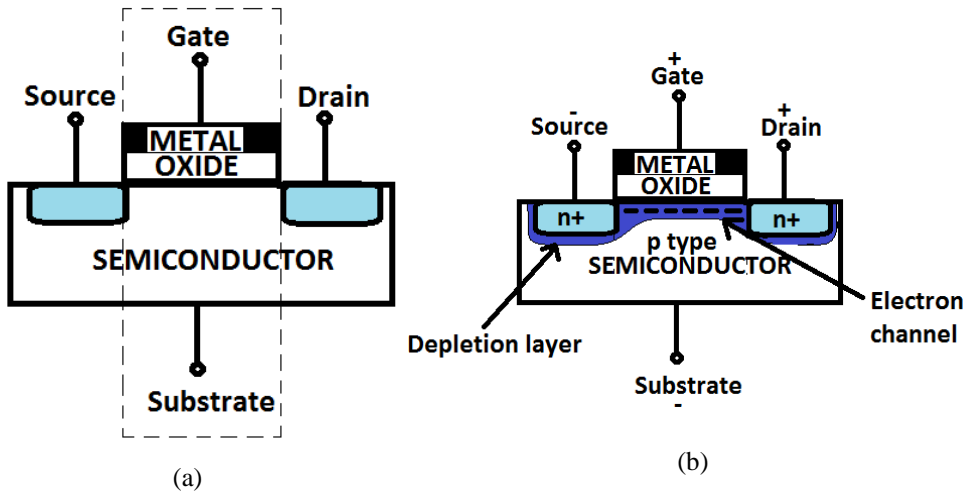 Gate
Source
Drain
METAL
OXIDE
SEMICONDUCTOR
Substrate
(a)
+
Gate
-
Source
+
Drain
METAL
OXIDE
n+
n+
p type
SEMICONDUCTOR
Depletion layer
Electron
channel
Substrate
-
(b)